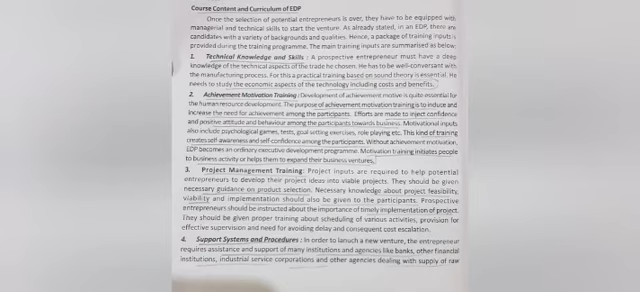 Course Content and Curriculum of EDP
Once the selection of potential entrepreneurs is over, they have to be equipped with
managerial and technical skills to start the venture. As already stated, in an EDP, there are
candidates with a variety of backgrounds and qualities. Hence, a package of training inputs is
provided during the training programme. The main training inputs are summarised as below:
1. Technical Knowledge and Skills : A prospective entrepreneur must have a deep
knowledge of the technical aspects of the trade he chosen. He has to be well-conversant with
the manufacturing process. For this a practical training based on sound theory is essential. He
needs to study the economic aspects of the technology including costs and benefits.
2. Achievement Motivation Training : Development of achievement motive is quite essential for
the human resource development. The purpose of achievement motivation training is to induce and
increase the need for achievement among the participants. Efforts are made to inject confidence
and positive attitude and behaviour among the participants towards business. Motivational inputs
also include psychological games, tests, goal setting exercises, role playing etc. This kind of training
creates self-awareness and self-confidence among the participants. Without achievement motivation,
EDP becomes an ordinary executive development programme. Motivation training initiates people
to business activity or helps them to expand their business ventures.
3. Project Management Training: Project inputs are required to help potential
entrepreneurs to develop their project ideas into viable projects. They should be given
necessary guidance on product selection. Necessary knowledge about project feasibility,
viability and implementation should also be given to the participants. Prospective
entrepreneurs should be instructed about the importance of timely implementation of project.
They should be given proper training about scheduling of various activities, provision for
effective supervision and need for avoiding delay and consequent cost escalation.
4. Support Systems and Procedures : In order to lanuch a new venture, the entrepreneur
requires assistance and support of many institutions and agencies like banks, other financial
institutions, industrial service corporations and other agencies dealing with supply of raw